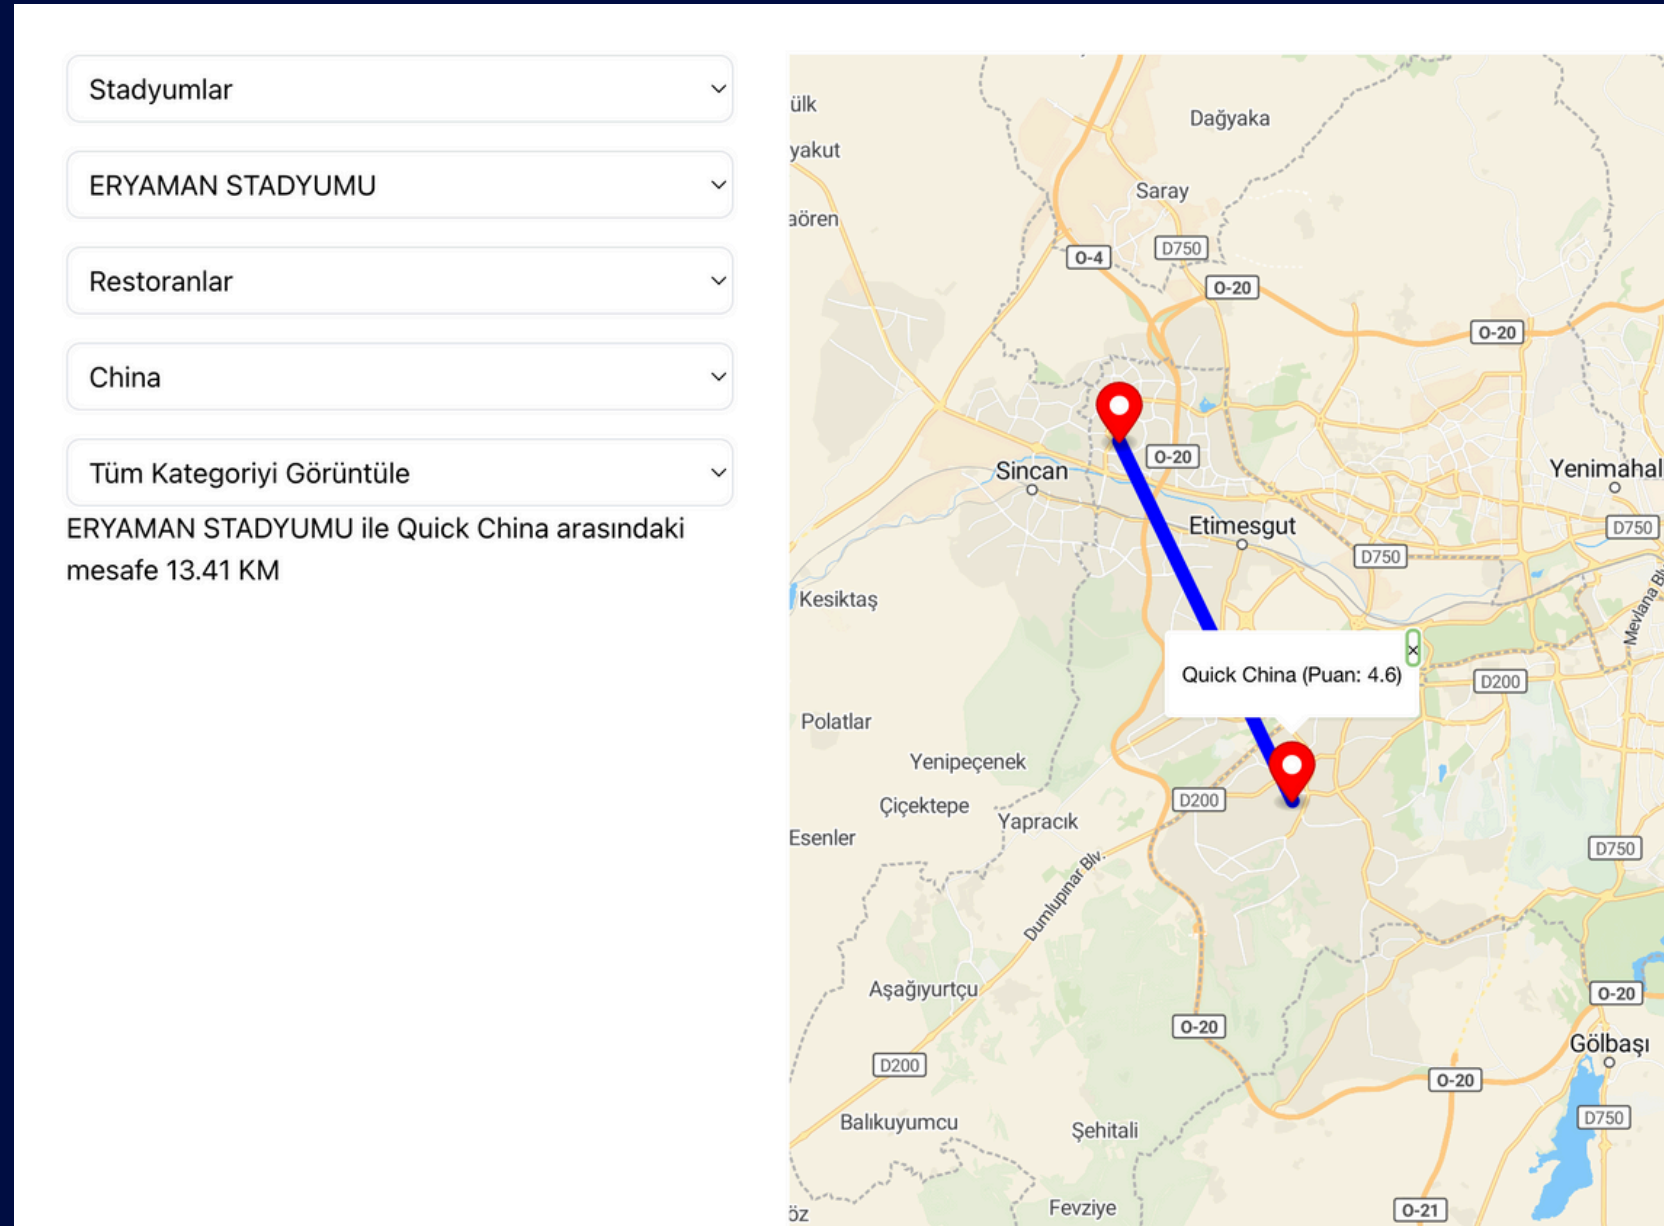 Stadyumlar
ERYAMAN STADYUMU
Restoranlar
China
Tüm Kategoriyi Görüntüle
ERYAMAN STADYUMU ile Quick China arasındaki
mesafe 13.41 KM
ülk
Dağyaka
yakut
Saray
aören
O-4
D750
O-20
O-20
Sincan
O-20
Yenimahal
Etimesgut
D750
D750
Kesiktaş
Mevlana Bl
Quick China (Puan: 4.6)
×
D200
Polatlar
Yenipeçenek
Çiçektepe
D200
Yapracık
Esenler
D750
Dumlupınar Blv.
Aşağıyurtçu
O-20
O-20
Gölbaşı
D200
O-20
Balıkuyumcu
D750
Şehitali
Fevziye
O-21
öz